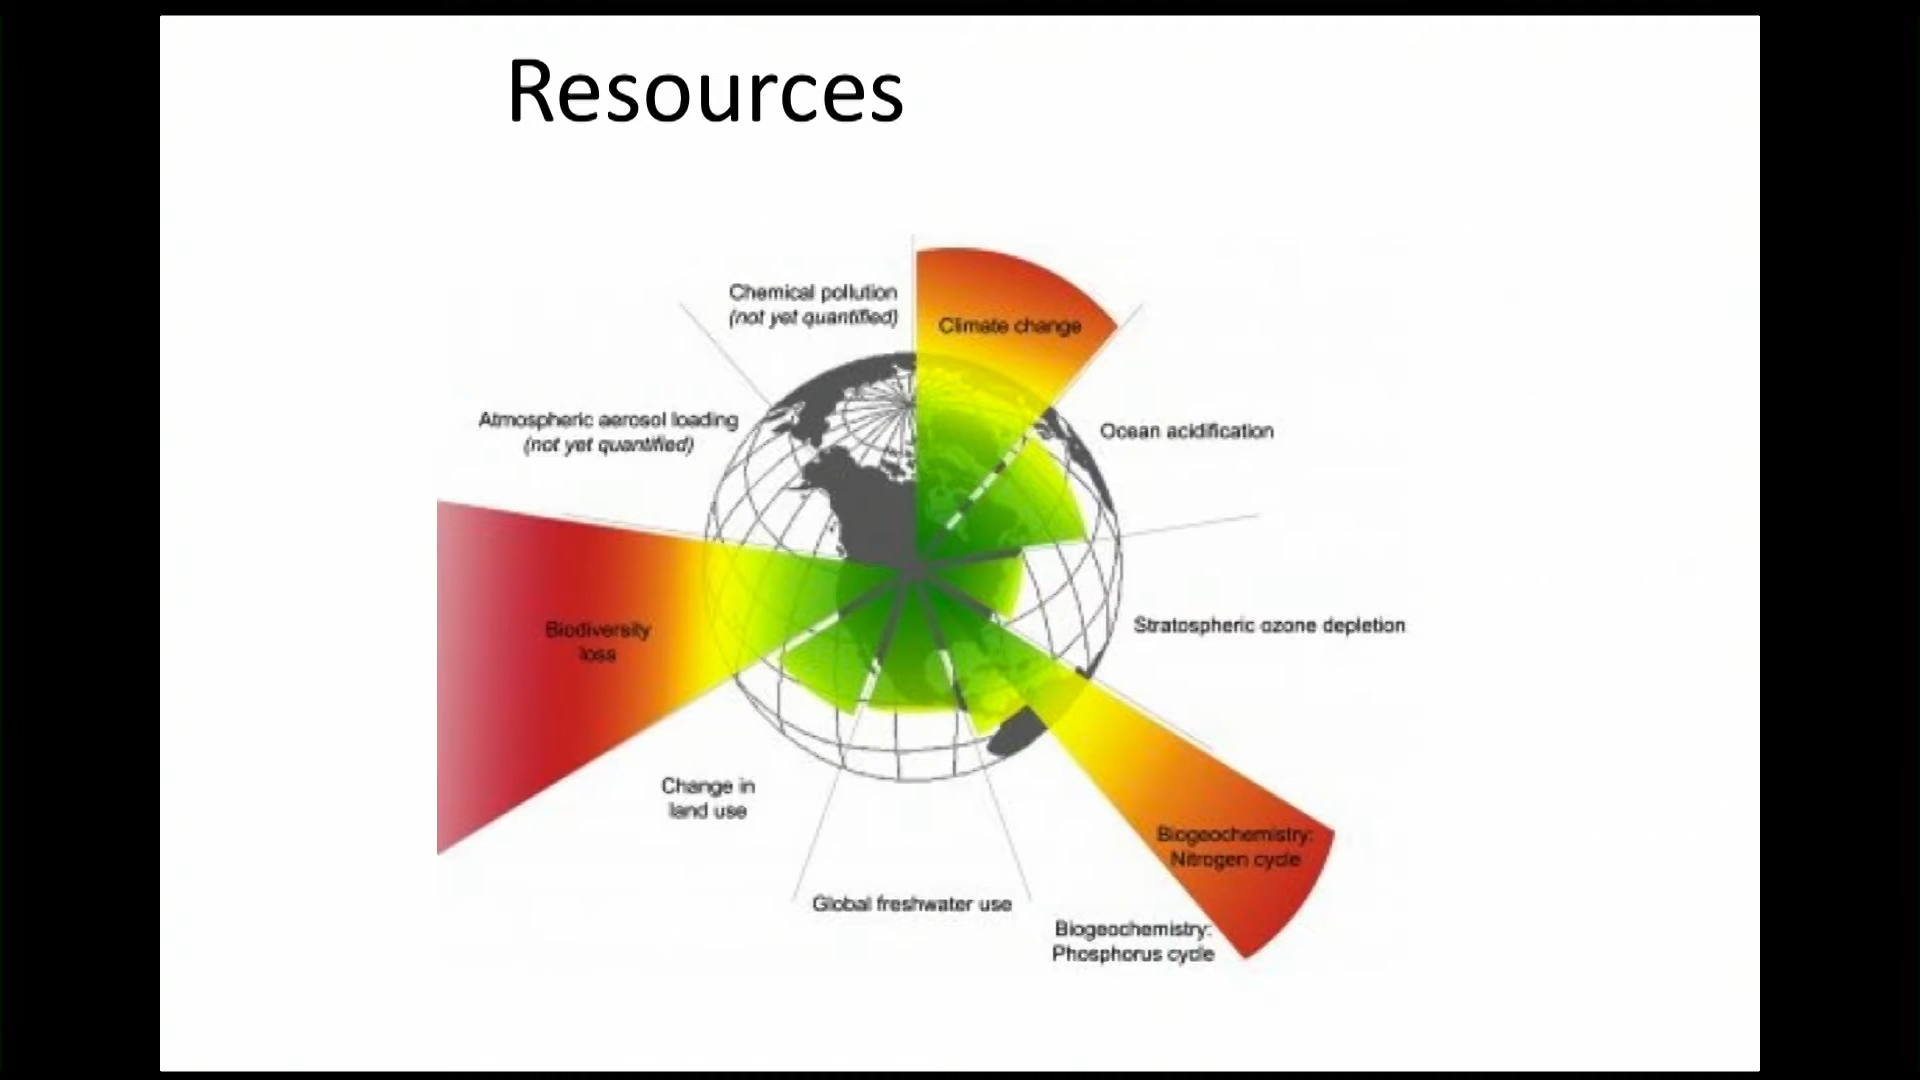 Resources
Chemical pollution
(not yet quantified)
Climate change
Atmospheric aerosol loading
(not yet quantified)
Ocean acidification
Biodiversity
loss
Stratospheric ozone depletion
Change in
land use
Biogeochemistry:
Nitrogen cycle
Global freshwater use
Biogeochemistry:
Phosphorus cycle